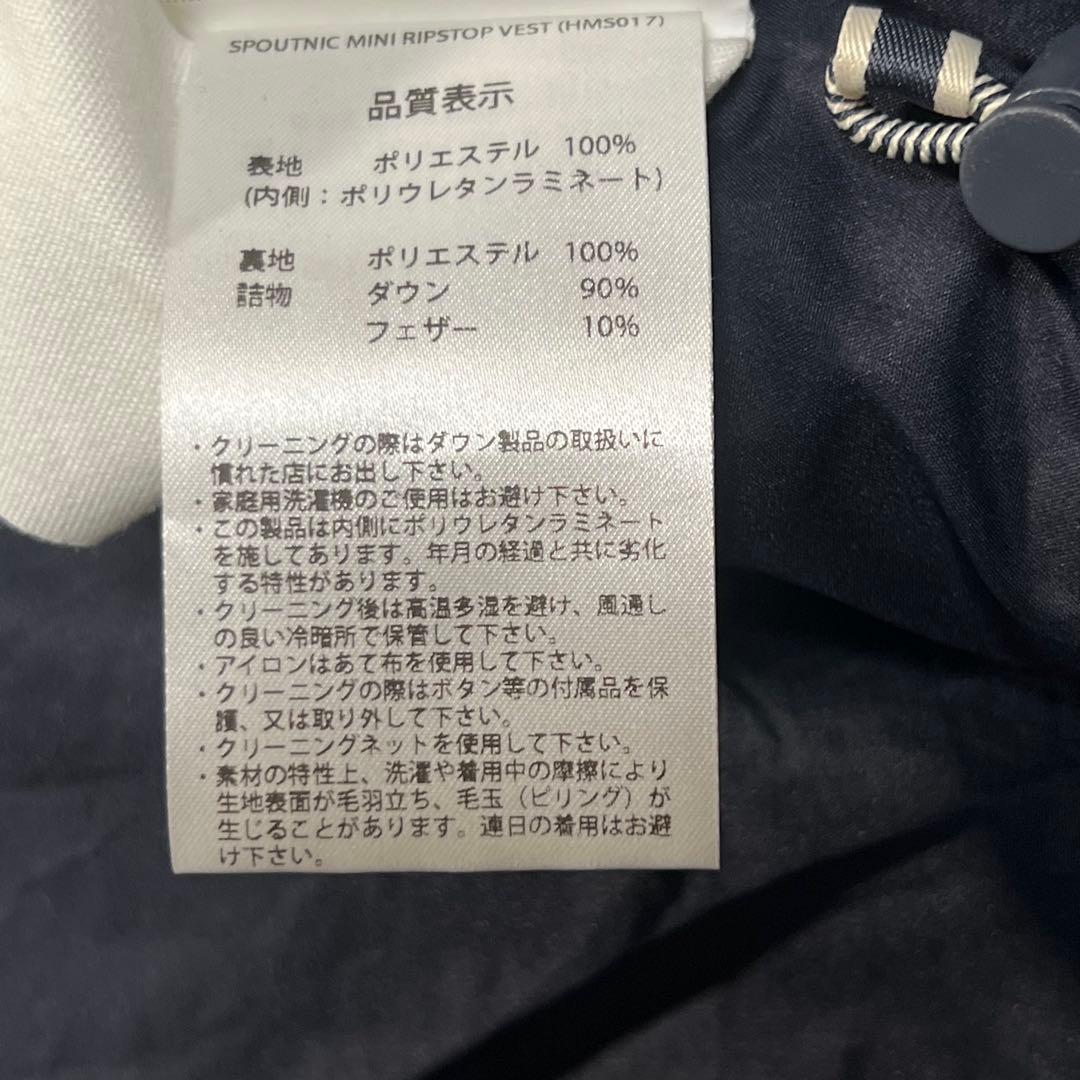 SPOUTNIC MINI RIPSTOP VEST (HMS017)
品質表示
表地 ポリエステル 100%
(内側：ポリウレタンラミネート)
裏地 ポリエステル 100%
詰物 ダウン 90%
フェザー 10%
・クリーニングの際はダウン製品の取扱いに
慣れた店にお出し下さい。
・家庭用洗濯機のご使用はお避け下さい。
・この製品は内側にポリウレタンラミネート
を施してあります。年月の経過と共に劣化
する特性があります。
・クリーニング後は高温多湿を避け、風通し
の良い冷暗所で保管して下さい。
・アイロンはあて布を使用して下さい。
・クリーニングの際はボタン等の付属品を保
護、又は取り外して下さい。
・クリーニングネットを使用して下さい。
・素材の特性上、洗濯や着用中の摩擦により
生地表面が毛羽立ち、毛玉（ピリング）が
生じることがあります。連日の着用はお避
け下さい。